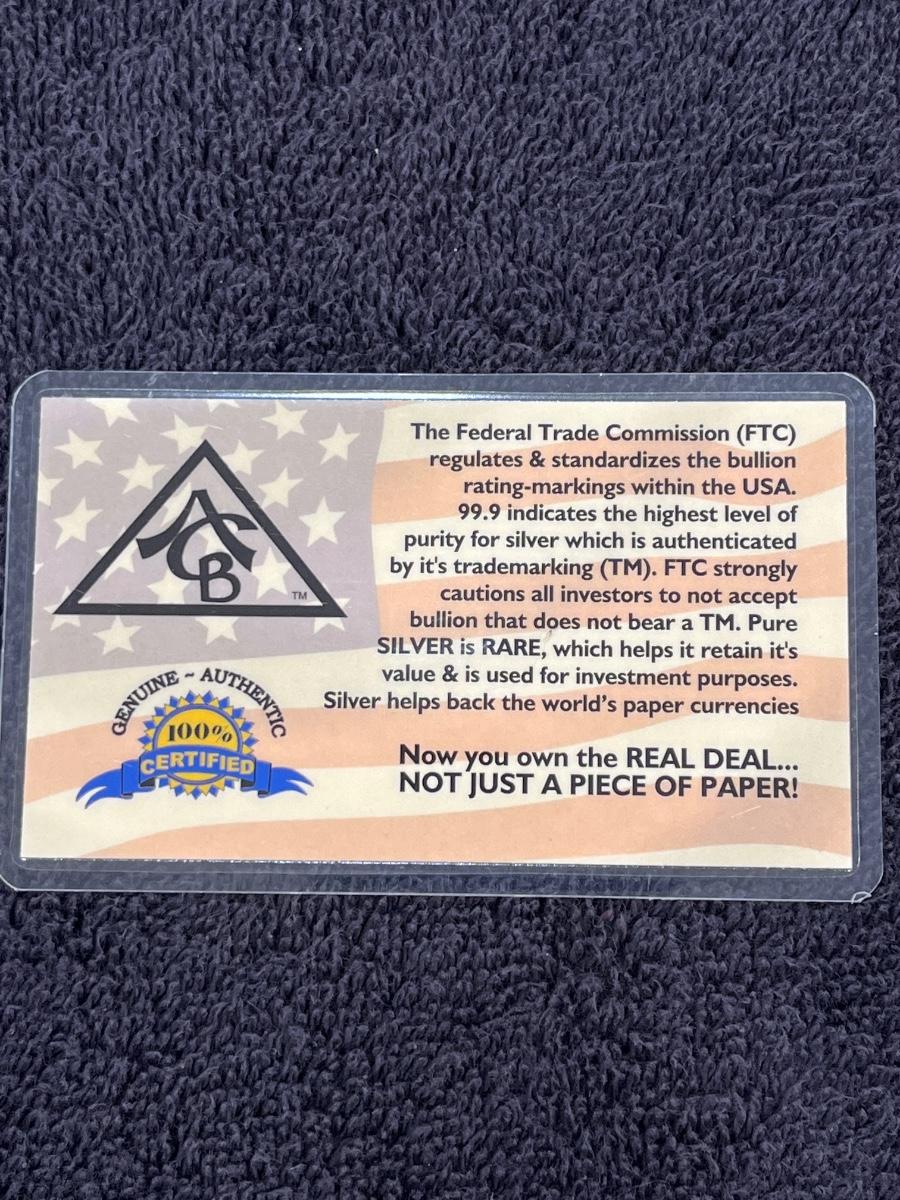 ACB
TM
GENUINE ~ AUTHENTIC
100%
CERTIFIED
The Federal Trade Commission (FTC)
regulates & standardizes the bullion
rating-markings within the USA.
99.9 indicates the highest level of
purity for silver which is authenticated
by it's trademarking (TM). FTC strongly
cautions all investors to not accept
bullion that does not bear a TM. Pure
SILVER is RARE, which helps it retain it's
value & is used for investment purposes.
Silver helps back the world's paper currencies
Now you own the REAL DEAL...
NOT JUST A PIECE OF PAPER!